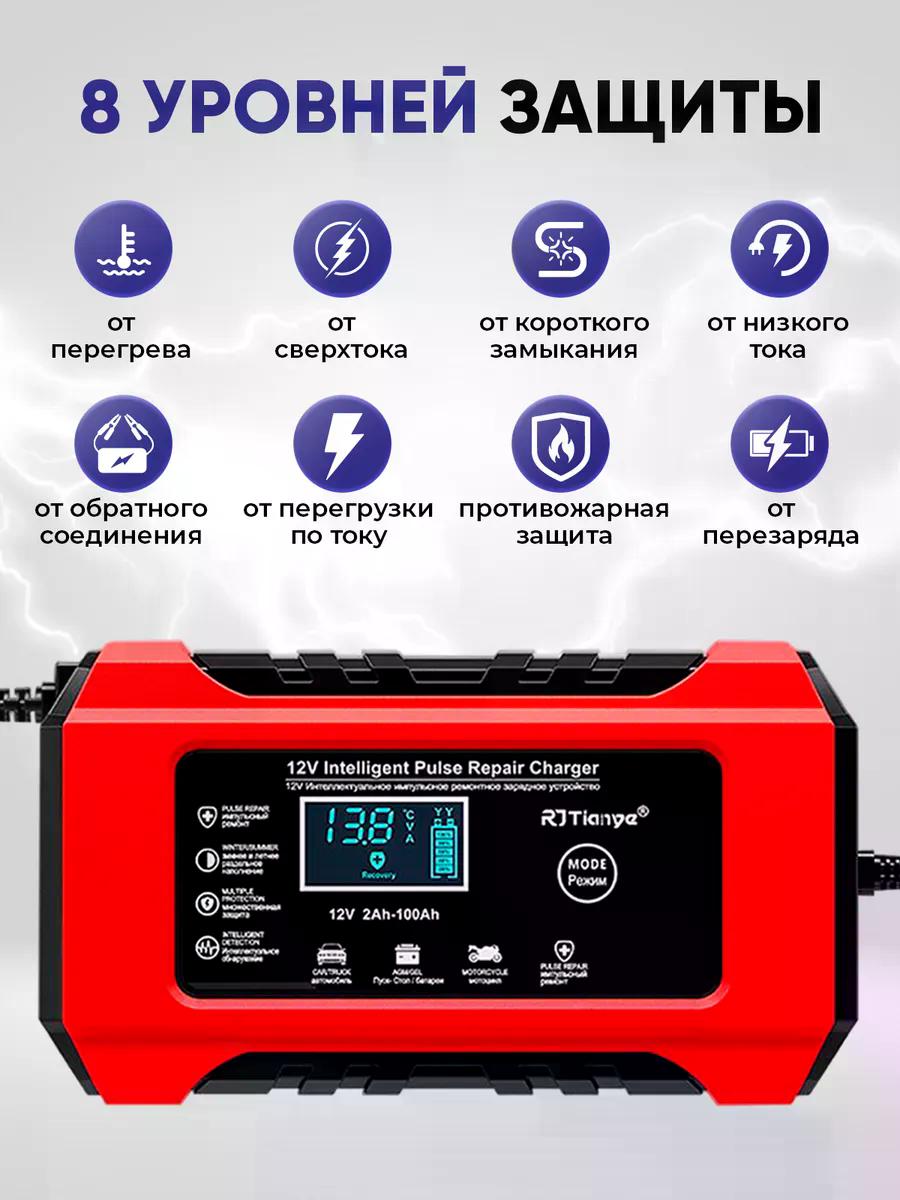 8 УРОВНЕЙ ЗАЩИТЫ
от
перегрева
от
сверхтока
от короткого
замыкания
от низкого
тока
от обратного
соединения
от перегрузки
по току
противожарная
защита
от
перезаряда
12V Intelligent Pulse Repair Charger
12V Интеллектуальное импульсное ремонтное зарядное устройство
PULSE REPAIR
импульсный
ремонт
WINTER/SUMMER
зимнее и летнее
раздельное
наполнение
MULTIPLE
PROTECTION
множественная
защита
INTELLIGENT
DETECTION
Интеллектуальное
обнаружение
13.8 °C
V
A
Recovery
12V 2Ah-100Ah
RJTianye®
MODE
Режим
CAR/TRUCK
автомобиль
AGM/GEL
Пуск- Стоп / батареи
MOTORCYCLE
мотоцикл
PULSE REPAIR
импульсный
ремонт